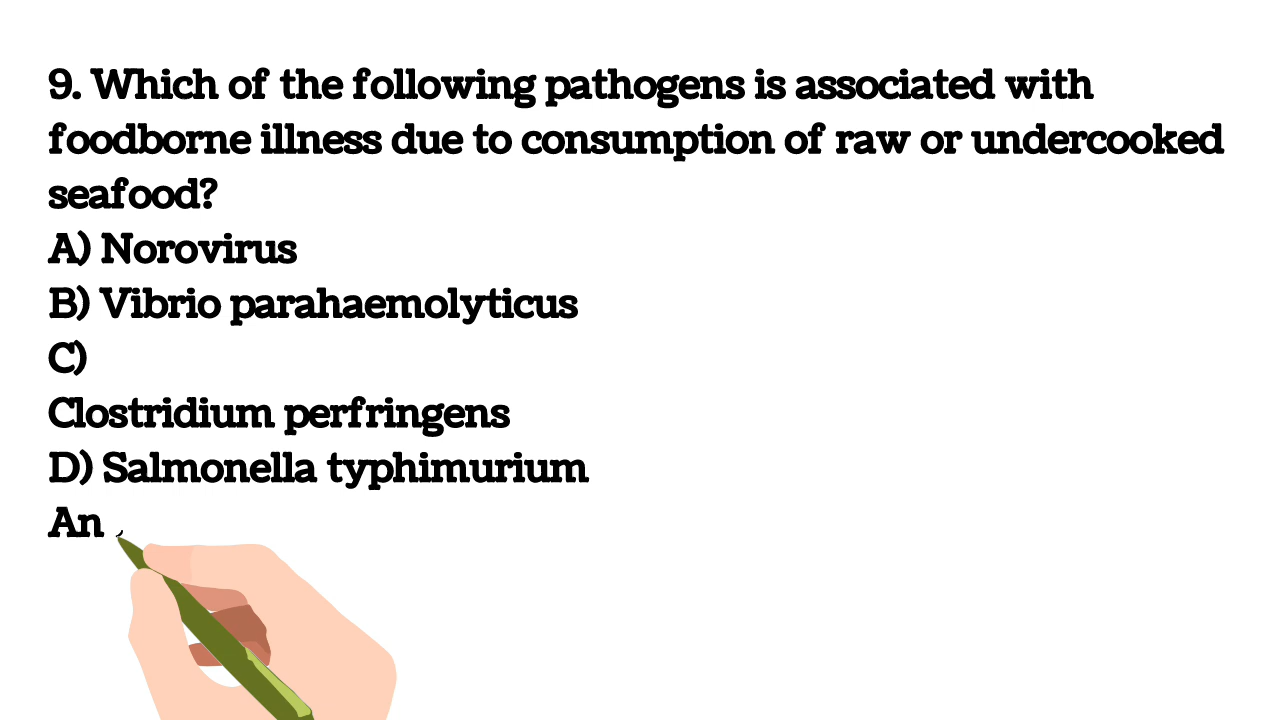 9. Which of the following pathogens is associated with
foodborne illness due to consumption of raw or undercooked
seafood?
A) Norovirus
B) Vibrio parahaemolyticus
C)
Clostridium perfringens
D) Salmonella typhimurium
An